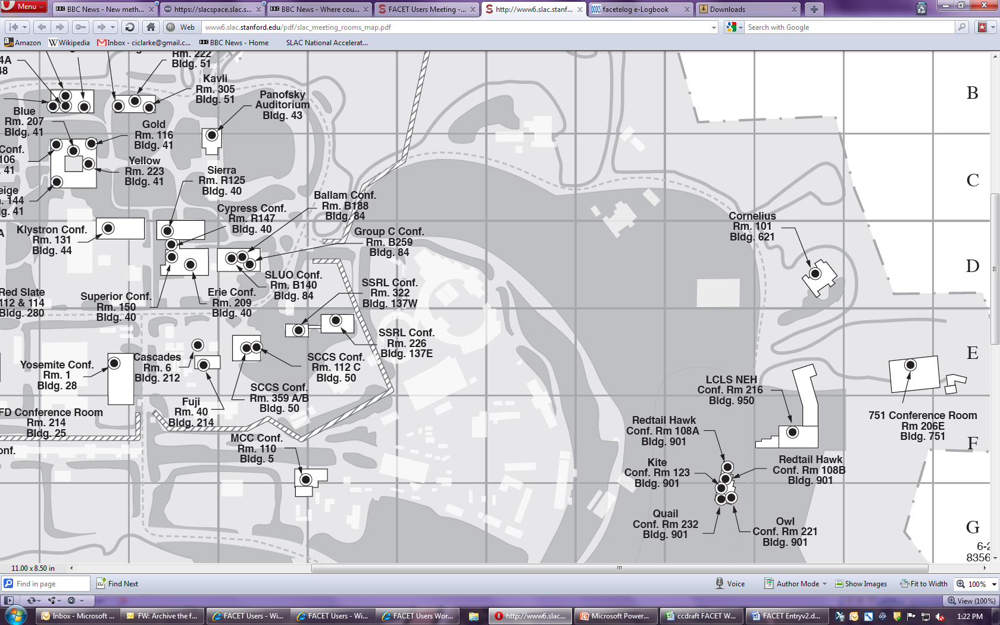 Menu
BBC News - New meth...
https://slacspace.slac.s...
BBC News - Where cou...
FACET Users Meeting -...
http://www6.slac.stanf...
facetelog e-Logbook
Downloads
Web
www6.slac.stanford.edu/pdf/slac_meeting_rooms_map.pdf
Search with Google
Amazon
Wikipedia
Inbox - ciclarke@gmail.c...
BBC News - Home
SLAC National Accelerat...
4A
48
Rm. 222
Bldg. 51
Kavli
Rm. 305
Bldg. 51
Panofsky
Auditorium
Bldg. 43
B
Blue
Rm. 207
Bldg. 41
Gold
Rm. 116
Bldg. 41
Conf.
106
41
Yellow
Rm. 223
Bldg. 41
Sierra
Rm. R125
Bldg. 40
C
eige
. 144
lg. 41
Ballam Conf.
Rm. B188
Bldg. 84
Cypress Conf.
Rm. R147
Bldg. 40
Klystron Conf.
Rm. 131
Bldg. 44
A
Group C Conf.
Rm. B259
Bldg. 84
Cornelius
Rm. 101
Bldg. 621
D
SLUO Conf.
Rm. B140
Bldg. 84
SSRL Conf.
Rm. 322
Bldg. 137W
Red Slate
112 & 114
Bldg. 280
Superior Conf.
Rm. 150
Bldg. 40
Erie Conf.
Rm. 209
Bldg. 40
SSRL Conf.
Rm. 226
Bldg. 137E
E
Yosemite Conf.
Rm. 1
Bldg. 28
Cascades
Rm. 6
Bldg. 212
SCCS Conf.
Rm. 112 C
Bldg. 50
SCCS Conf.
Rm. 359 A/B
Bldg. 50
LCLS NEH
Conf. Rm 216
Bldg. 950
Fuji
Rm. 40
Bldg. 214
FD Conference Room
Rm. 214
Bldg. 25
Redtail Hawk
Conf. Rm 108A
Bldg. 901
751 Conference Room
Rm 206E
Bldg. 751
F
onf.
MCC Conf.
Rm. 110
Bldg. 5
Kite
Conf. Rm 123
Bldg. 901
Redtail Hawk
Conf. Rm 108B
Bldg. 901
Quail
Conf. Rm 232
Bldg. 901
Owl
Conf. Rm 221
Bldg. 901
G
6-2
8356
11.00 x 8.50 in
Find in page
Find Next
Voice
Author Mode
Show Images
Fit to Width
100%
View (100%)
Inbox - Microsoft ...
FW: Archive the f...
FACET Users - Wi...
FACET Users - Wi...
FACET Users Wor...
http://www6.slac...
Microsoft Power...
ccdraft FACET W...
FACET Entryv2.d...
1:22 PM